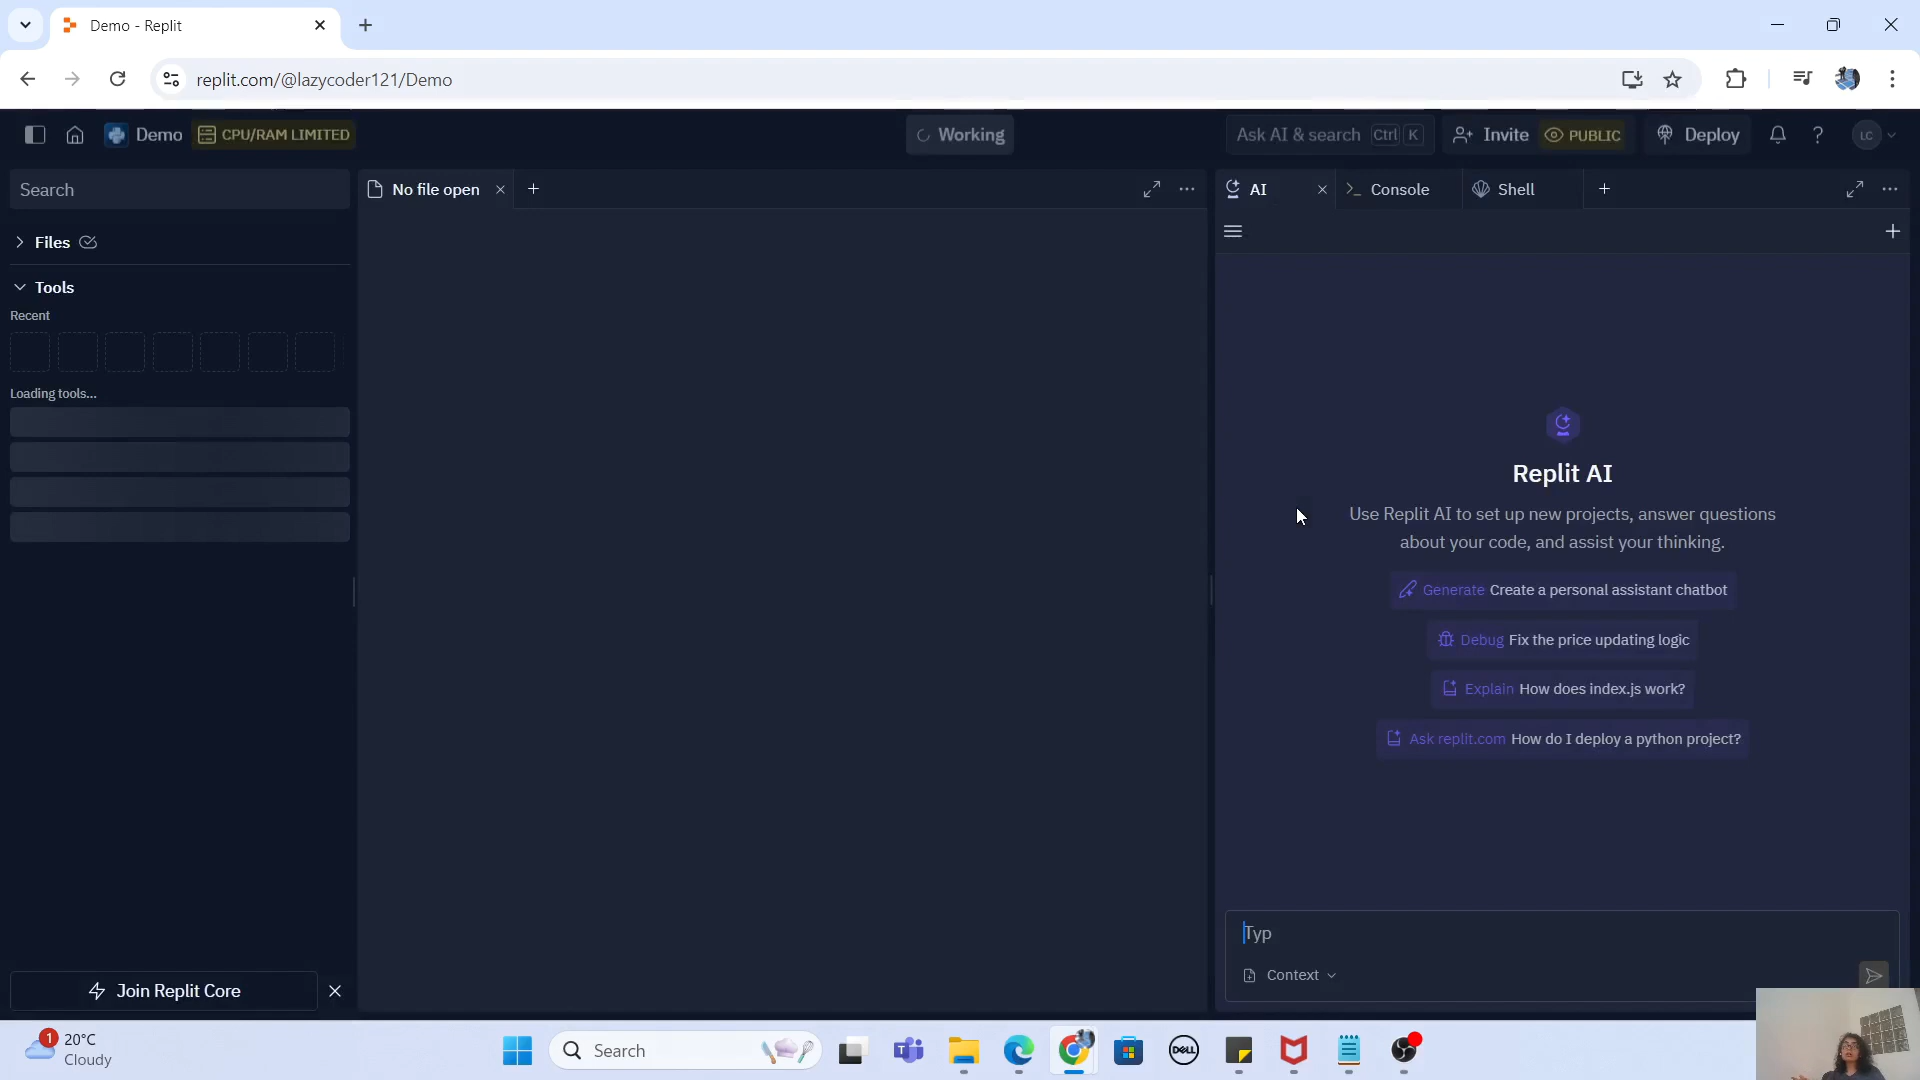 Demo - Replit
replit.com/@lazycoder121/Demo
Demo
CPU/RAM LIMITED
Working
Ask AI & search Ctrl K
Invite
PUBLIC
Deploy
LC
Search
No file open
AI
Console
Shell
Files
Tools
Recent
Loading tools...
Replit AI
Use Replit AI to set up new projects, answer questions
about your code, and assist your thinking.
Generate Create a personal assistant chatbot
Debug Fix the price updating logic
Explain How does index.js work?
Ask replit.com How do I deploy a python project?
Typ
Context
Join Replit Core
1
20°C
Cloudy
Search
DELL